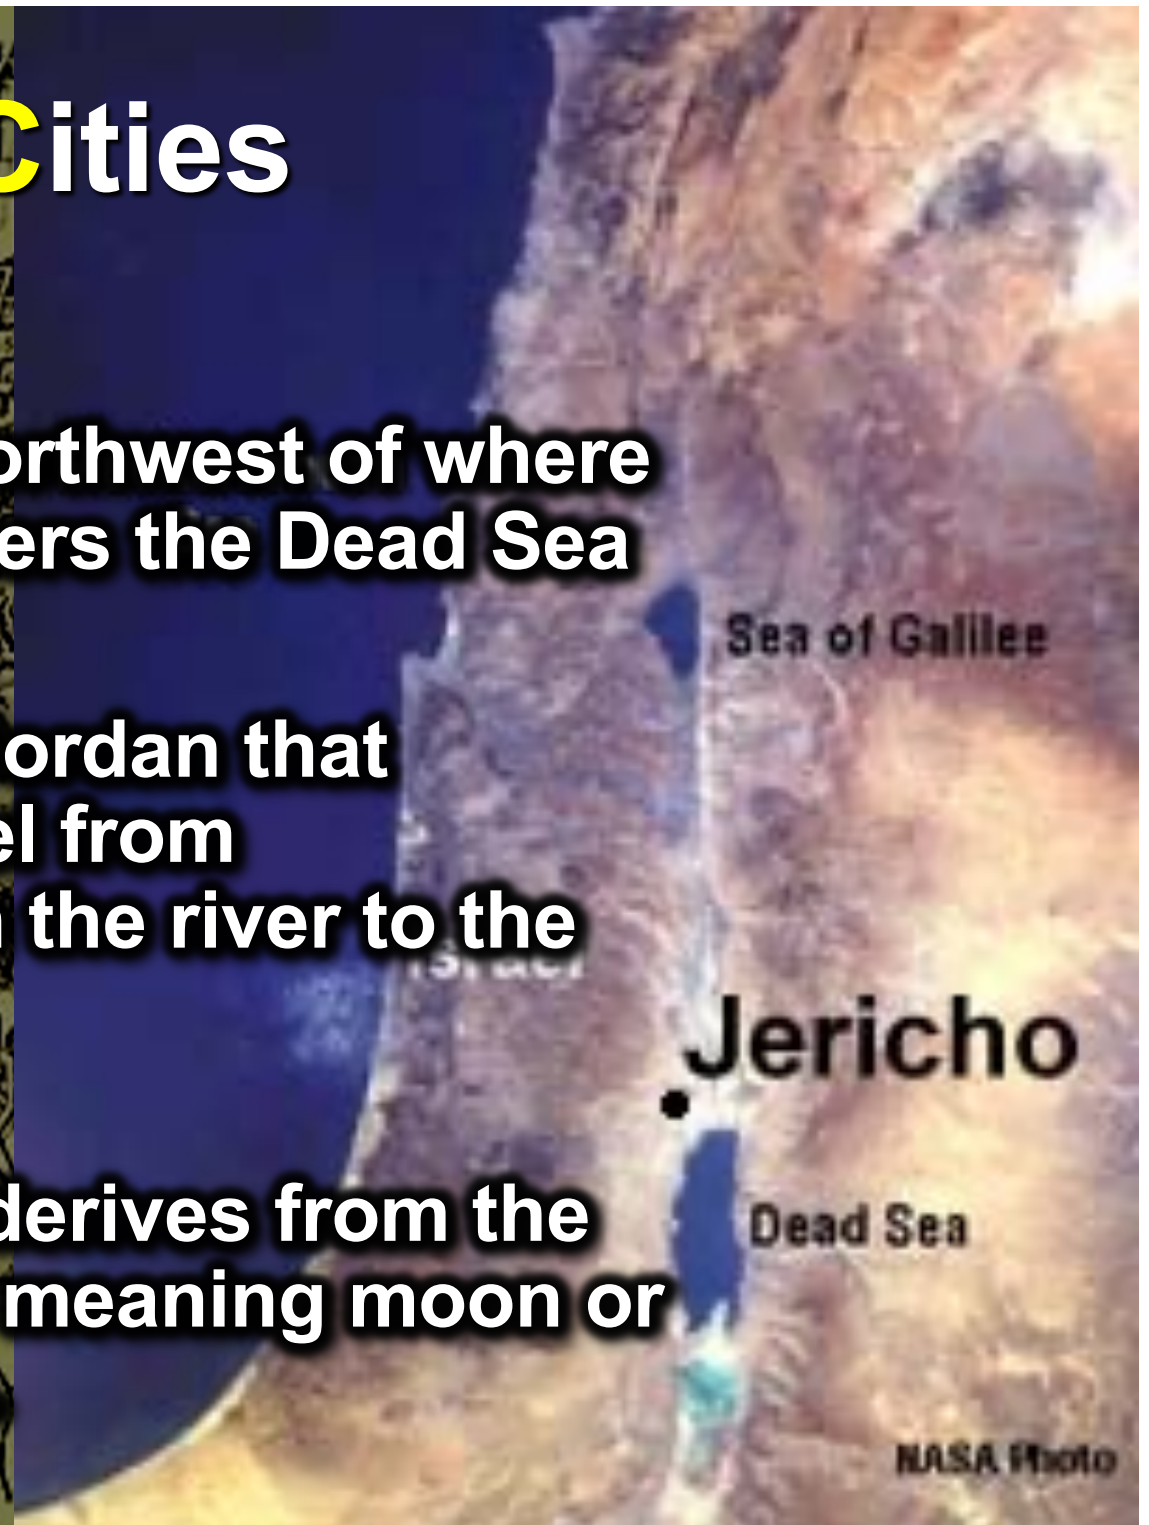 Cities
orthwest of where
ers the Dead Sea
Sea of Galilee
ordan that
el from
the river to the
Israel
Jericho
derives from the
Dead Sea
meaning moon or
NASA Photo